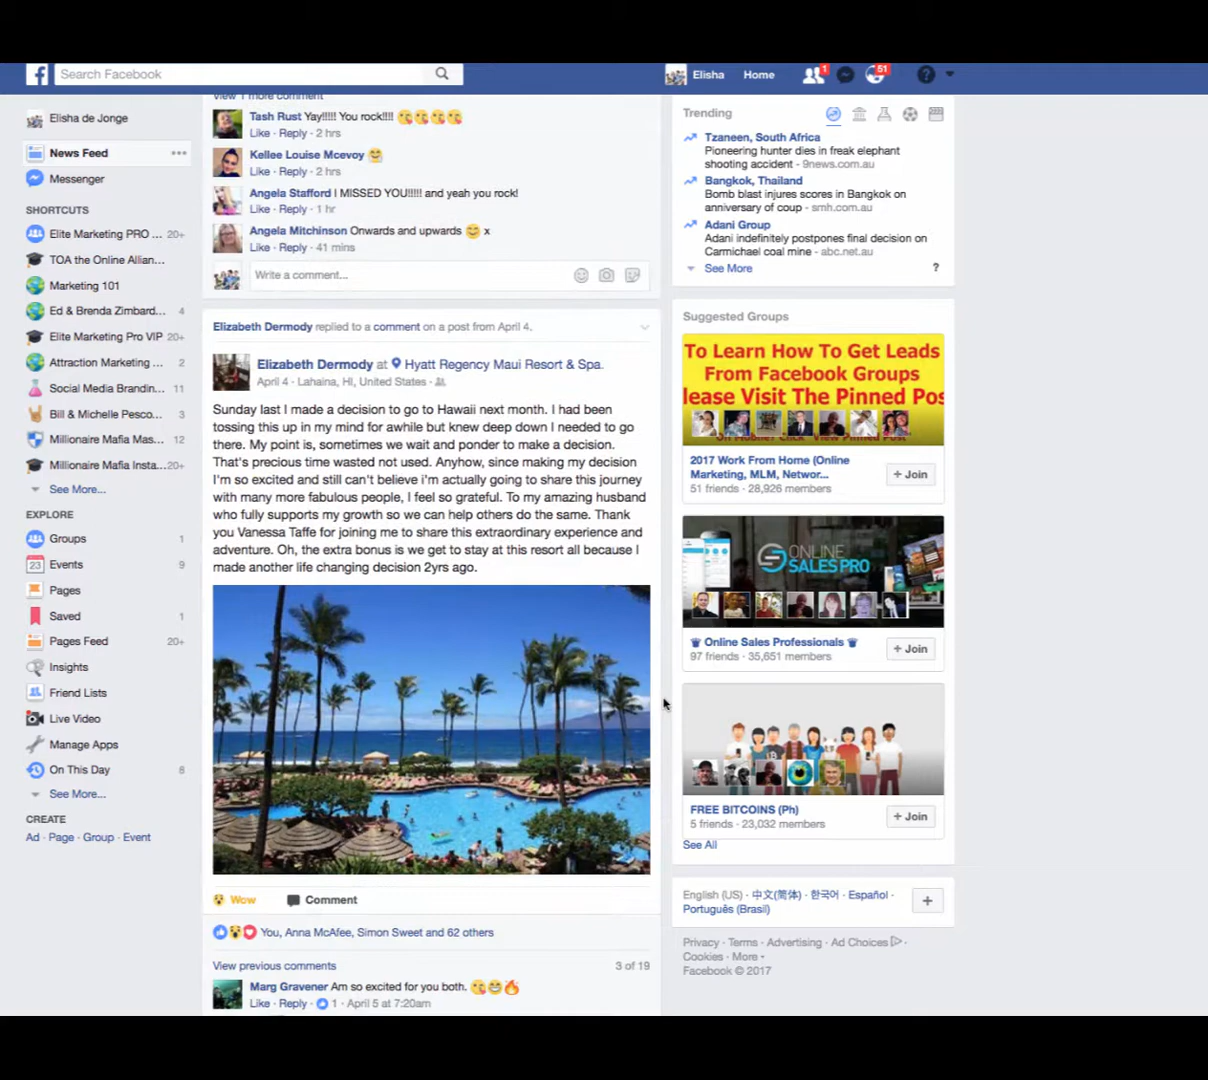 Search Facebook
Elisha
Home
1
51
Elisha de Jonge
News Feed
Messenger
SHORTCUTS
Elite Marketing PRO ... 20+
TOA the Online Allian...
Marketing 101
Ed & Brenda Zimbard... 4
Elite Marketing Pro VIP 20+
Attraction Marketing ... 2
Social Media Brandin... 11
Bill & Michelle Pesco... 3
Millionaire Mafia Mas... 12
Millionaire Mafia Insta... 20+
See More...
EXPLORE
Groups 1
Events 9
Pages
Saved 1
Pages Feed 20+
Insights
Friend Lists
Live Video
Manage Apps
On This Day 8
See More...
CREATE
Ad · Page · Group · Event
View 1 more comment
Tash Rust Yay!!!!! You rock!!!! 😘😘😘😘
Like · Reply · 2 hrs
Kellee Louise Mcevoy 😊
Like · Reply · 2 hrs
Angela Stafford I MISSED YOU!!!!! and yeah you rock!
Like · Reply · 1 hr
Angela Mitchinson Onwards and upwards 😊 x
Like · Reply · 41 mins
Write a comment...
Elizabeth Dermody replied to a comment on a post from April 4.
Elizabeth Dermody at Hyatt Regency Maui Resort & Spa.
April 4 · Lahaina, HI, United States ·
Sunday last I made a decision to go to Hawaii next month. I had been
tossing this up in my mind for awhile but knew deep down I needed to go
there. My point is, sometimes we wait and ponder to make a decision.
That's precious time wasted not used. Anyhow, since making my decision
I'm so excited and still can't believe i'm actually going to share this journey
with many more fabulous people, I feel so grateful. To my amazing husband
who fully supports my growth so we can help others do the same. Thank
you Vanessa Taffe for joining me to share this extraordinary experience and
adventure. Oh, the extra bonus is we get to stay at this resort all because I
made another life changing decision 2yrs ago.
Wow
Comment
You, Anna McAfee, Simon Sweet and 62 others
View previous comments
3 of 19
Marg Gravener Am so excited for you both. 😘😁🔥
Like · Reply · 1 · April 5 at 7:20am
Trending
Tzaneen, South Africa
Pioneering hunter dies in freak elephant
shooting accident - 9news.com.au
Bangkok, Thailand
Bomb blast injures scores in Bangkok on
anniversary of coup - smh.com.au
Adani Group
Adani indefinitely postpones final decision on
Carmichael coal mine - abc.net.au
See More
?
Suggested Groups
To Learn How To Get Leads
From Facebook Groups
lease Visit The Pinned Pos
On Mobile? Click "View Pinned Post"
2017 Work From Home (Online
Marketing, MLM, Networ...
51 friends · 28,926 members
+ Join
ONLINE
SALES PRO
Online Sales Professionals
97 friends · 35,651 members
+ Join
FREE BITCOINS (Ph)
5 friends · 23,032 members
+ Join
See All
English (US) · 中文(简体) · 한국어 · Español ·
Português (Brasil)
+
Privacy · Terms · Advertising · Ad Choices ·
Cookies · More
Facebook © 2017